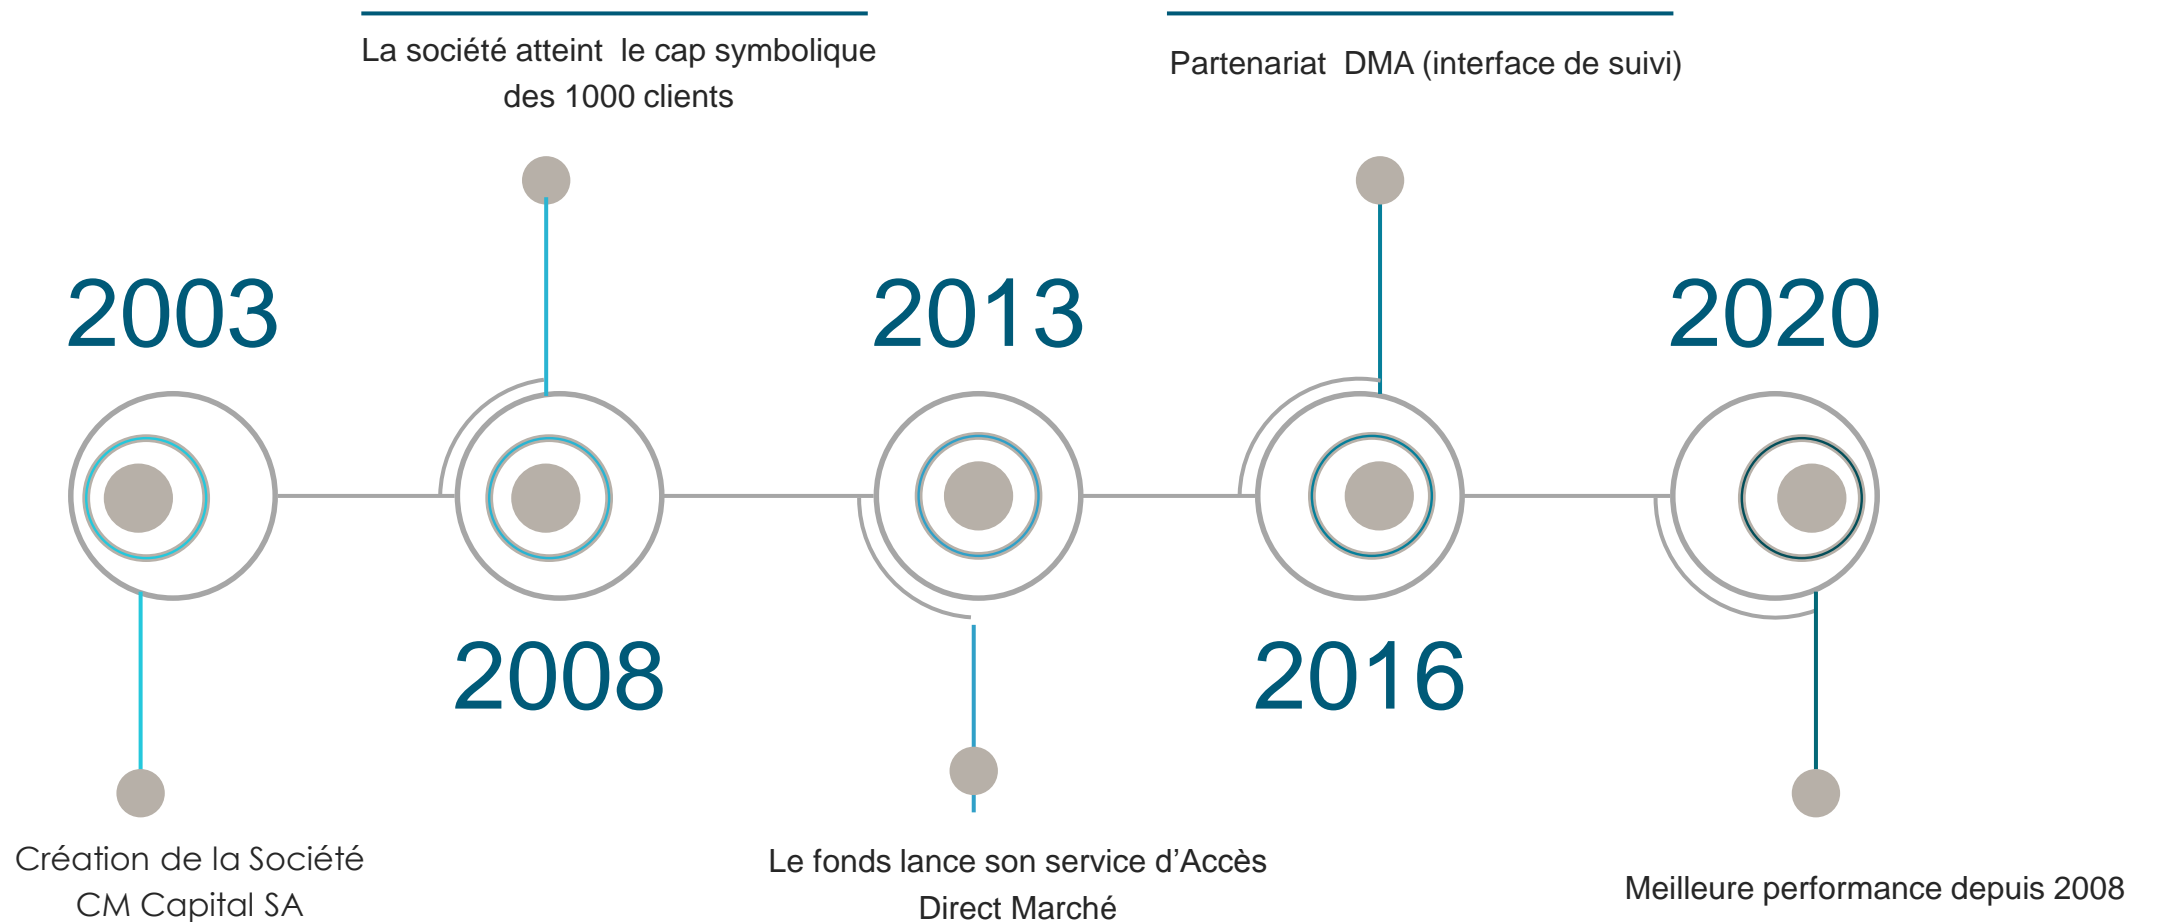 La société atteint le cap symbolique
des 1000 clients
Partenariat DMA (interface de suivi)
2003
2013
2020
2008
2016
Création de la Société
CM Capital SA
Le fonds lance son service d’Accès
Direct Marché
Meilleure performance depuis 2008